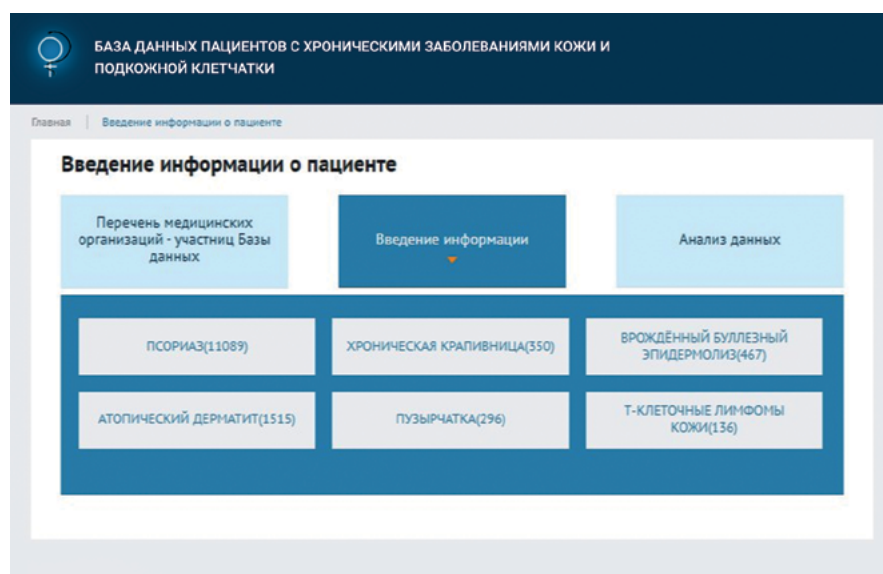 БАЗА ДАННЫХ ПАЦИЕНТОВ С ХРОНИЧЕСКИМИ ЗАБОЛЕВАНИЯМИ КОЖИ И
ПОДКОЖНОЙ КЛЕТЧАТКИ
Главная | Введение информации о пациенте
Введение информации о пациенте
Перечень медицинских
организаций - участниц Базы
данных
Введение информации
Анализ данных
ПСОРИАЗ(11089)
ХРОНИЧЕСКАЯ КРАПИВНИЦА(350)
ВРОЖДЁННЫЙ БУЛЛЕЗНЫЙ
ЭПИДЕРМОЛИЗ(467)
АТОПИЧЕСКИЙ ДЕРМАТИТ(1515)
ПУЗЫРЧАТКА(296)
Т-КЛЕТОЧНЫЕ ЛИМФОМЫ
КОЖИ(136)